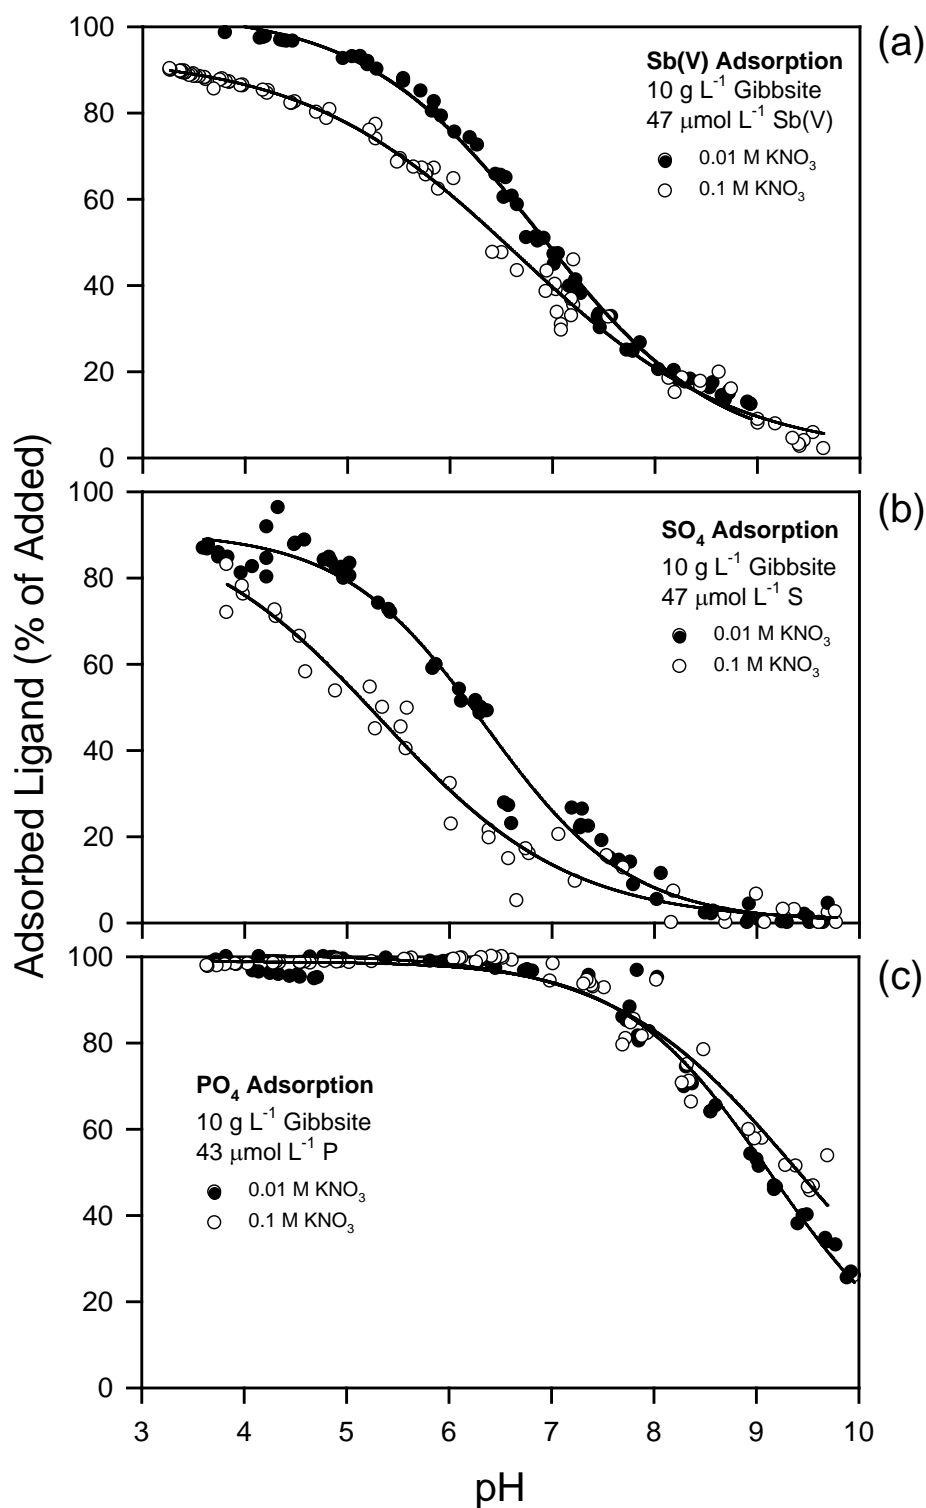 Adsorbed Ligand (% of Added)
100
80
60
40
20
0
(a)
Sb(V) Adsorption
10 g L⁻¹ Gibbsite
47 μmol L⁻¹ Sb(V)
0.01 M KNO₃
0.1 M KNO₃
100
80
60
40
20
0
(b)
SO₄ Adsorption
10 g L⁻¹ Gibbsite
47 μmol L⁻¹ S
0.01 M KNO₃
0.1 M KNO₃
100
80
60
40
20
0
(c)
PO₄ Adsorption
10 g L⁻¹ Gibbsite
43 μmol L⁻¹ P
0.01 M KNO₃
0.1 M KNO₃
3 4 5 6 7 8 9 10
pH